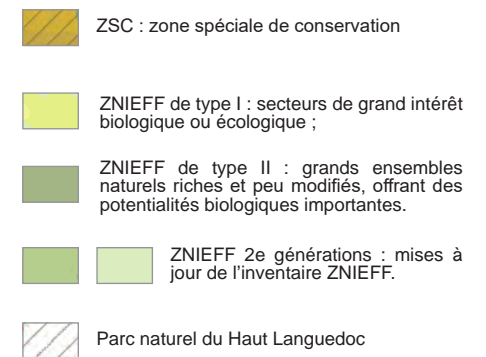 ZSC : zone spéciale de conservation
ZNIEFF de type I : secteurs de grand intérêt
biologique ou écologique ;
ZNIEFF de type II : grands ensembles
naturels riches et peu modifiés, offrant des
potentialités biologiques importantes.
ZNIEFF 2e générations : mises à
jour de l'inventaire ZNIEFF.
Parc naturel du Haut Languedoc